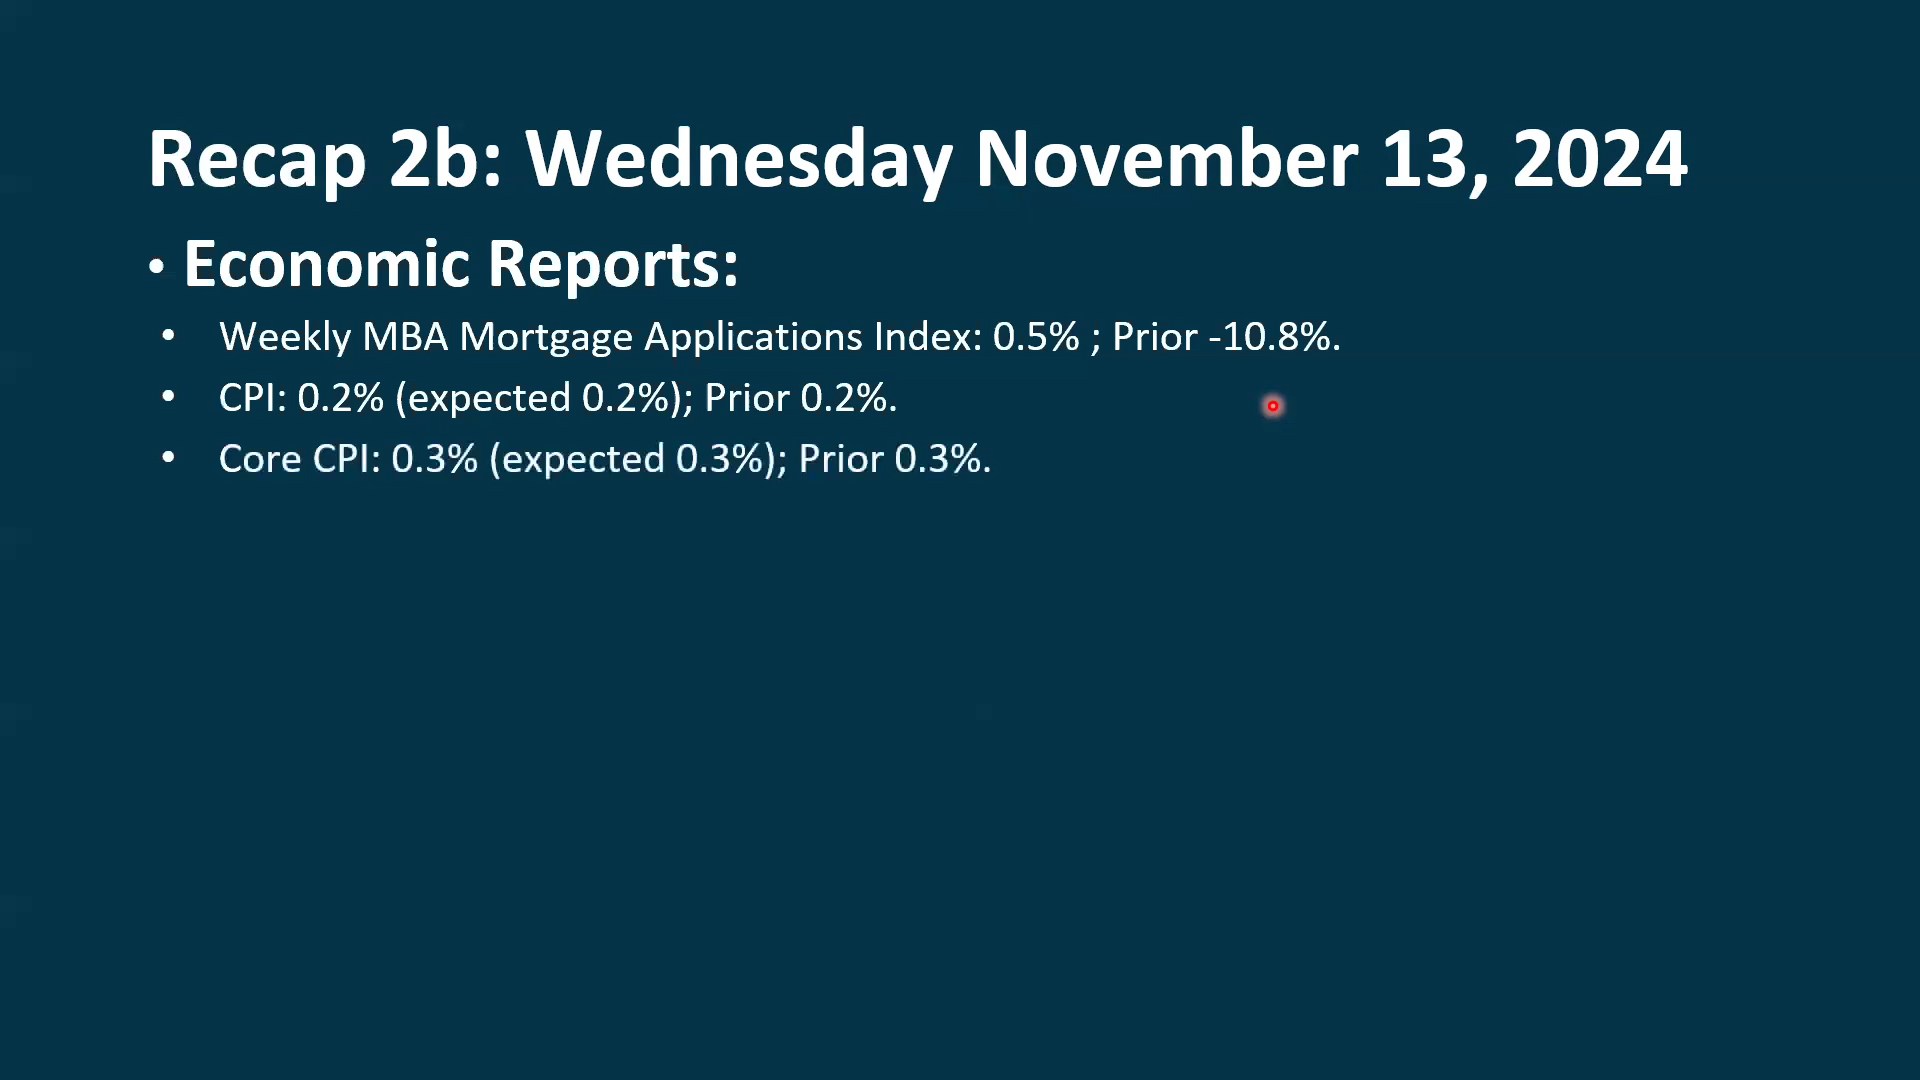 Recap 2b: Wednesday November 13, 2024
• Economic Reports:
• Weekly MBA Mortgage Applications Index: 0.5% ; Prior -10.8%.
• CPI: 0.2% (expected 0.2%); Prior 0.2%.
• Core CPI: 0.3% (expected 0.3%); Prior 0.3%.